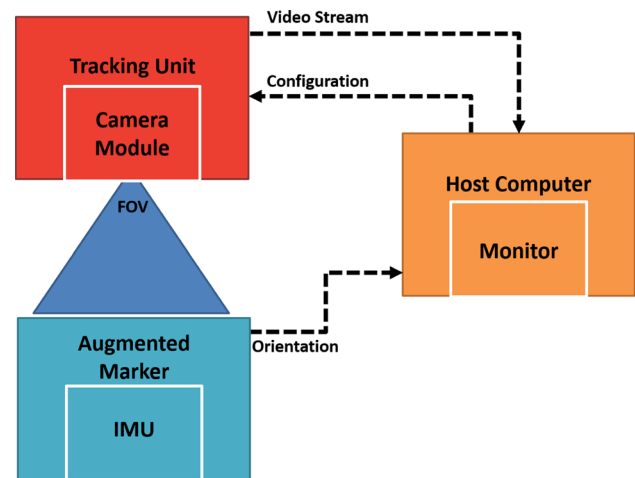 Video Stream
Tracking Unit
Configuration
Camera
Module
Host Computer
FOV
Monitor
Augmented
Marker
Orientation
IMU